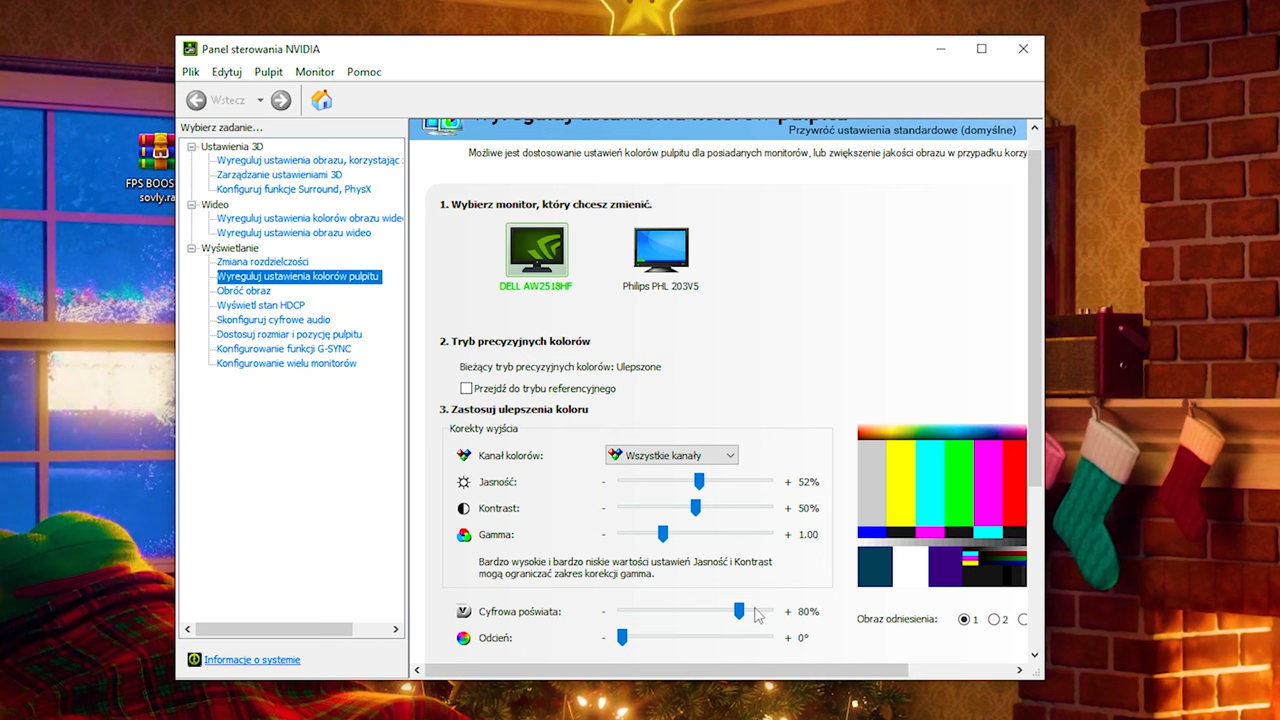 Panel sterowania NVIDIA
Plik Edytuj Pulpit Monitor Pomoc
Wstecz
Wybierz zadanie...
Ustawienia 3D
Wyreguluj ustawienia obrazu, korzystając
Zarządzanie ustawieniami 3D
Konfiguruj funkcje Surround, PhysX
Wideo
Wyreguluj ustawienia kolorów obrazu wide
Wyreguluj ustawienia obrazu wideo
Wyświetlanie
Zmiana rozdzielczości
Wyreguluj ustawienia kolorów pulpitu
Obróć obraz
Wyświetl stan HDCP
Skonfiguruj cyfrowe audio
Dostosuj rozmiar i pozycję pulpitu
Konfigurowanie funkcji G-SYNC
Konfigurowanie wielu monitorów
Informacje o systemie
FPS BOOS
sovly.ra
Wyreguluj ustawienia kolorów pulpitu
Przywróć ustawienia standardowe (domyślne)
Możliwe jest dostosowanie ustawień kolorów pulpitu dla posiadanych monitorów, lub zwiększenie jakości obrazu w przypadku korzy
1. Wybierz monitor, który chcesz zmienić.
DELL AW2518HF
Philips PHL 203V5
2. Tryb precyzyjnych kolorów
Bieżący tryb precyzyjnych kolorów: Ulepszone
Przejdź do trybu referencyjnego
3. Zastosuj ulepszenia koloru
Korekty wyjścia
Kanał kolorów: Wszystkie kanały
Jasność: - + 52%
Kontrast: - + 50%
Gamma: - + 1.00
Bardzo wysokie i bardzo niskie wartości ustawień Jasność i Kontrast
mogą ograniczać zakres korekcji gamma.
Cyfrowa poświata: - + 80%
Odcień: - + 0°
Obraz odniesienia: 1 2